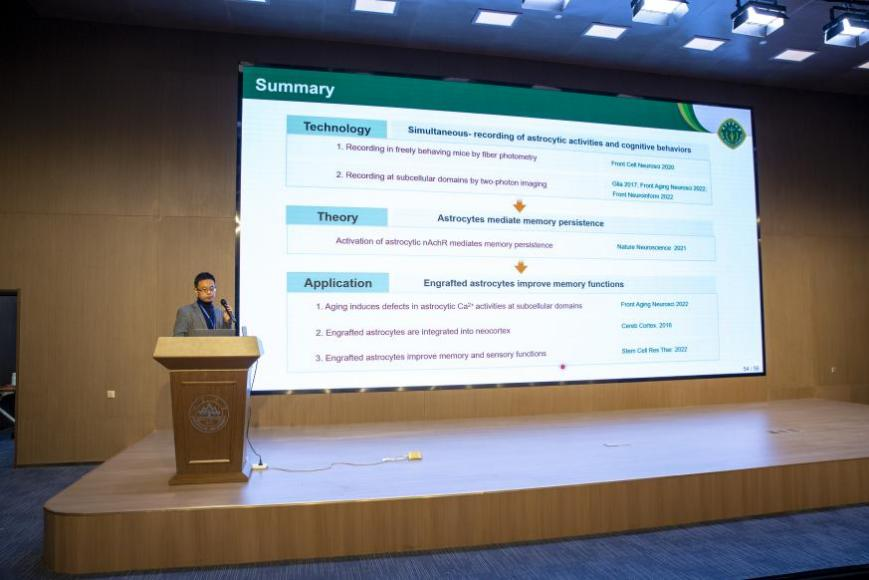 Summary
Technology
Simultaneous- recording of astrocytic activities and cognitive behaviors
1. Recording in freely behaving mice by fiber photometry
Front Cell Neurosci 2020
2. Recording at subcellular domains by two-photon imaging
Glia 2017, Front Aging Neurosci 2022,
Front Neuroinform 2022
Theory
Astrocytes mediate memory persistence
Activation of astrocytic nAchR mediates memory persistence
Nature Neuroscience 2021
Application
Engrafted astrocytes improve memory functions
1. Aging induces defects in astrocytic Ca²⁺ activities at subcellular domains
Front Aging Neurosci 2022
2. Engrafted astrocytes are integrated into neocortex
Cereb Cortex, 2016
3. Engrafted astrocytes improve memory and sensory functions
Stem Cell Res Ther, 2022